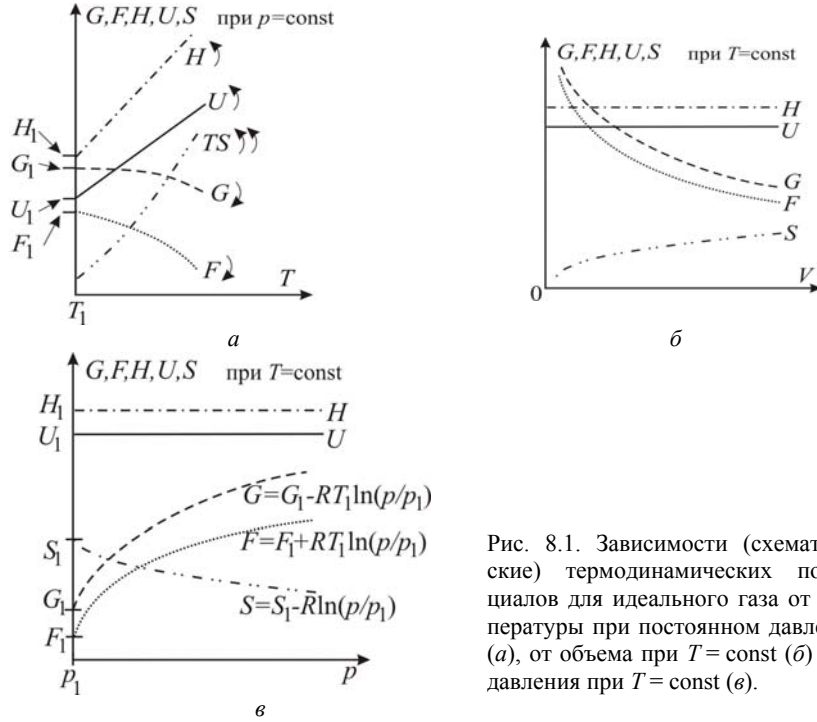 G,F,H,U,S при p=const
H
U
TS
G
F
H₁
G₁
U₁
F₁
T₁
T
а
G,F,H,U,S при T=const
H
U
G
F
S
0
V
б
G,F,H,U,S при T=const
H₁
U₁
H
U
G=G₁-RT₁ln(p/p₁)
F=F₁+RT₁ln(p/p₁)
S=S₁-R̄ln(p/p₁)
S₁
G₁
F₁
p₁
p
в
Рис. 8.1. Зависимости (схемат
ские) термодинамических по
циалов для идеального газа от
пературы при постоянном давле
(а), от объема при T = const (б)
давления при T = const (в).